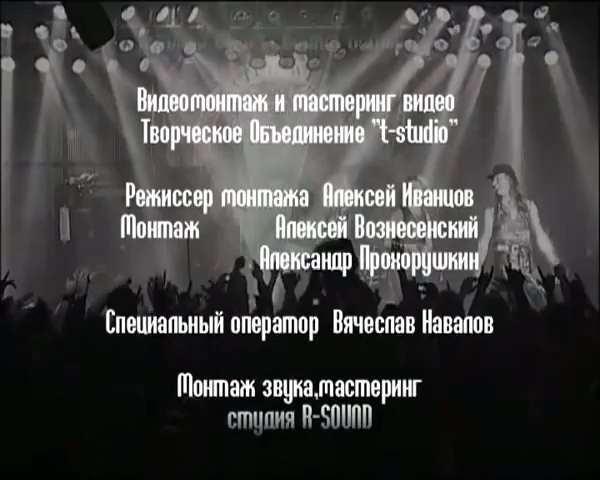 Видеомонтаж и мастеринг видео
Творческое Объединение "t-studio"
Режиссер монтажа Алексей Иванцов
Монтаж Алексей Вознесенский
Александр Прохорушкин
Специальный оператор Вячеслав Навалов
Монтаж звука,мастеринг
студия R-SOUND